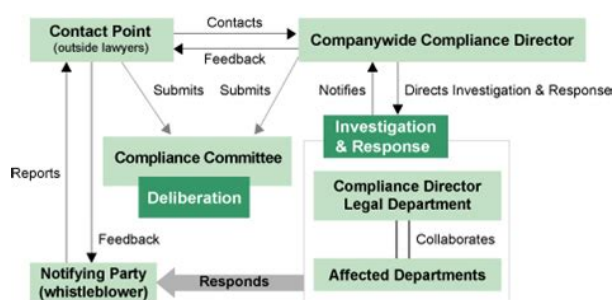 Contact Point
(outside lawyers)
Contacts
Feedback
Companywide Compliance Director
Submits
Submits
Notifies
Directs Investigation & Response
Investigation
& Response
Compliance Committee
Deliberation
Reports
Compliance Director
Legal Department
Collaborates
Feedback
Affected Departments
Notifying Party
(whistleblower)
Responds